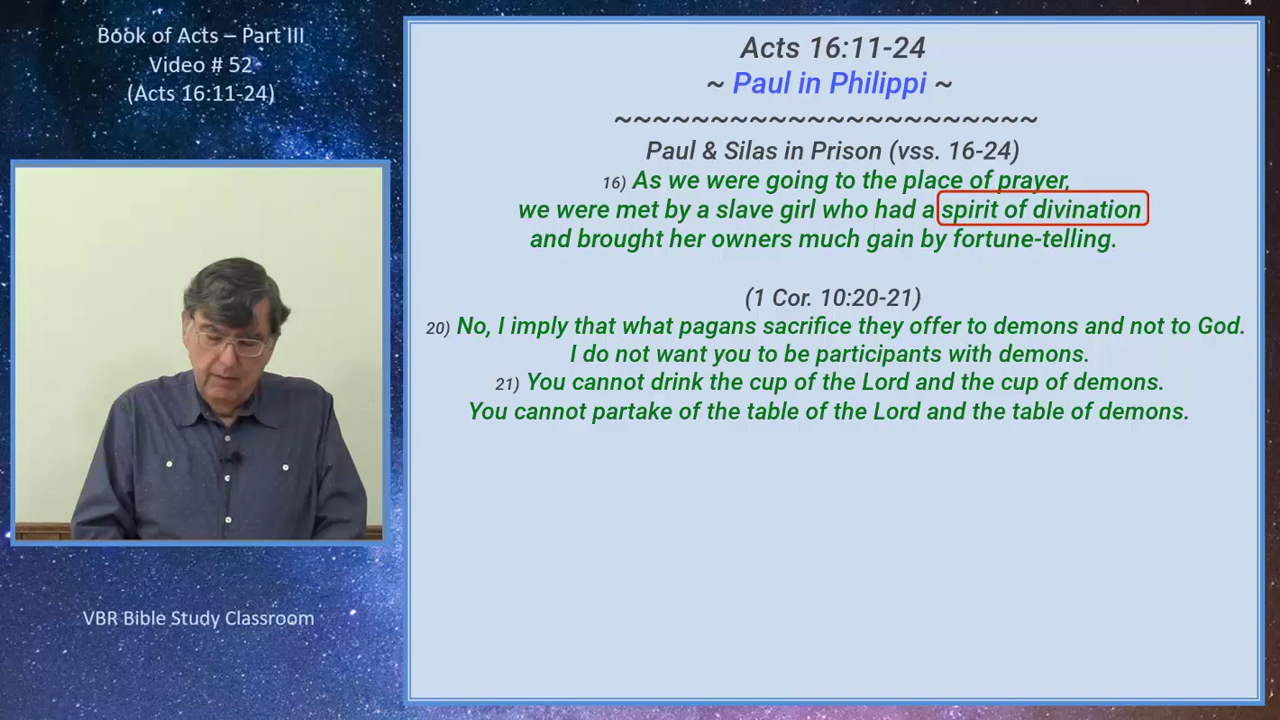 Book of Acts – Part III
Video # 52
(Acts 16:11-24)
VBR Bible Study Classroom
Acts 16:11-24
~ Paul in Philippi ~
~~~~~~~~~~~~~~~~~~~~~~
Paul & Silas in Prison (vss. 16-24)
16) As we were going to the place of prayer,
we were met by a slave girl who had a spirit of divination
and brought her owners much gain by fortune-telling.
(1 Cor. 10:20-21)
20) No, I imply that what pagans sacrifice they offer to demons and not to God.
I do not want you to be participants with demons.
21) You cannot drink the cup of the Lord and the cup of demons.
You cannot partake of the table of the Lord and the table of demons.